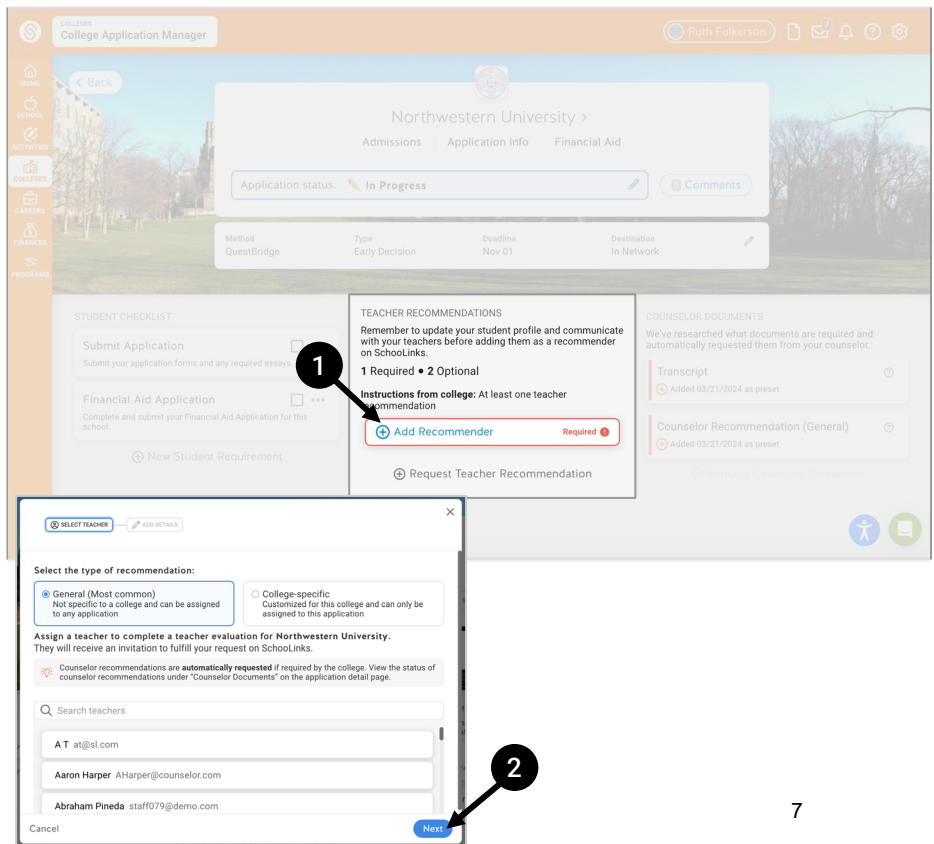 COLLEGES
College Application Manager
Ruth Fulkerson
7
HOME
SCHOOL
ACTIVITIES
COLLEGES
CAREERS
FINANCES
PROGRAMS
< Back
Northwestern University >
Admissions Application Info Financial Aid
Application status: In Progress
Comments
Method Type Deadline Destination
QuestBridge Early Decision Nov 01 In Network
STUDENT CHECKLIST
Submit Application
Submit your application forms and any required essays.
Financial Aid Application
Complete and submit your Financial Aid Application for this
school.
New Student Requirement
TEACHER RECOMMENDATIONS
Remember to update your student profile and communicate
with your teachers before adding them as a recommender
on SchooLinks.
1 Required • 2 Optional
Instructions from college: At least one teacher
recommendation
Add Recommender Required
Request Teacher Recommendation
COUNSELOR DOCUMENTS
We've researched what documents are required and
automatically requested them from your counselor.
Transcript
Added 03/21/2024 as preset
Counselor Recommendation (General)
Added 03/21/2024 as preset
1
SELECT TEACHER ADD DETAILS
Select the type of recommendation:
General (Most common)
Not specific to a college and can be assigned
to any application
College-specific
Customized for this college and can only be
assigned to this application
Assign a teacher to complete a teacher evaluation for Northwestern University.
They will receive an invitation to fulfill your request on SchooLinks.
Counselor recommendations are automatically requested if required by the college. View the status of
counselor recommendations under "Counselor Documents" on the application detail page.
Search teachers
A T at@sl.com
Aaron Harper AHarper@counselor.com
Abraham Pineda staff079@demo.com
Cancel Next
2
7